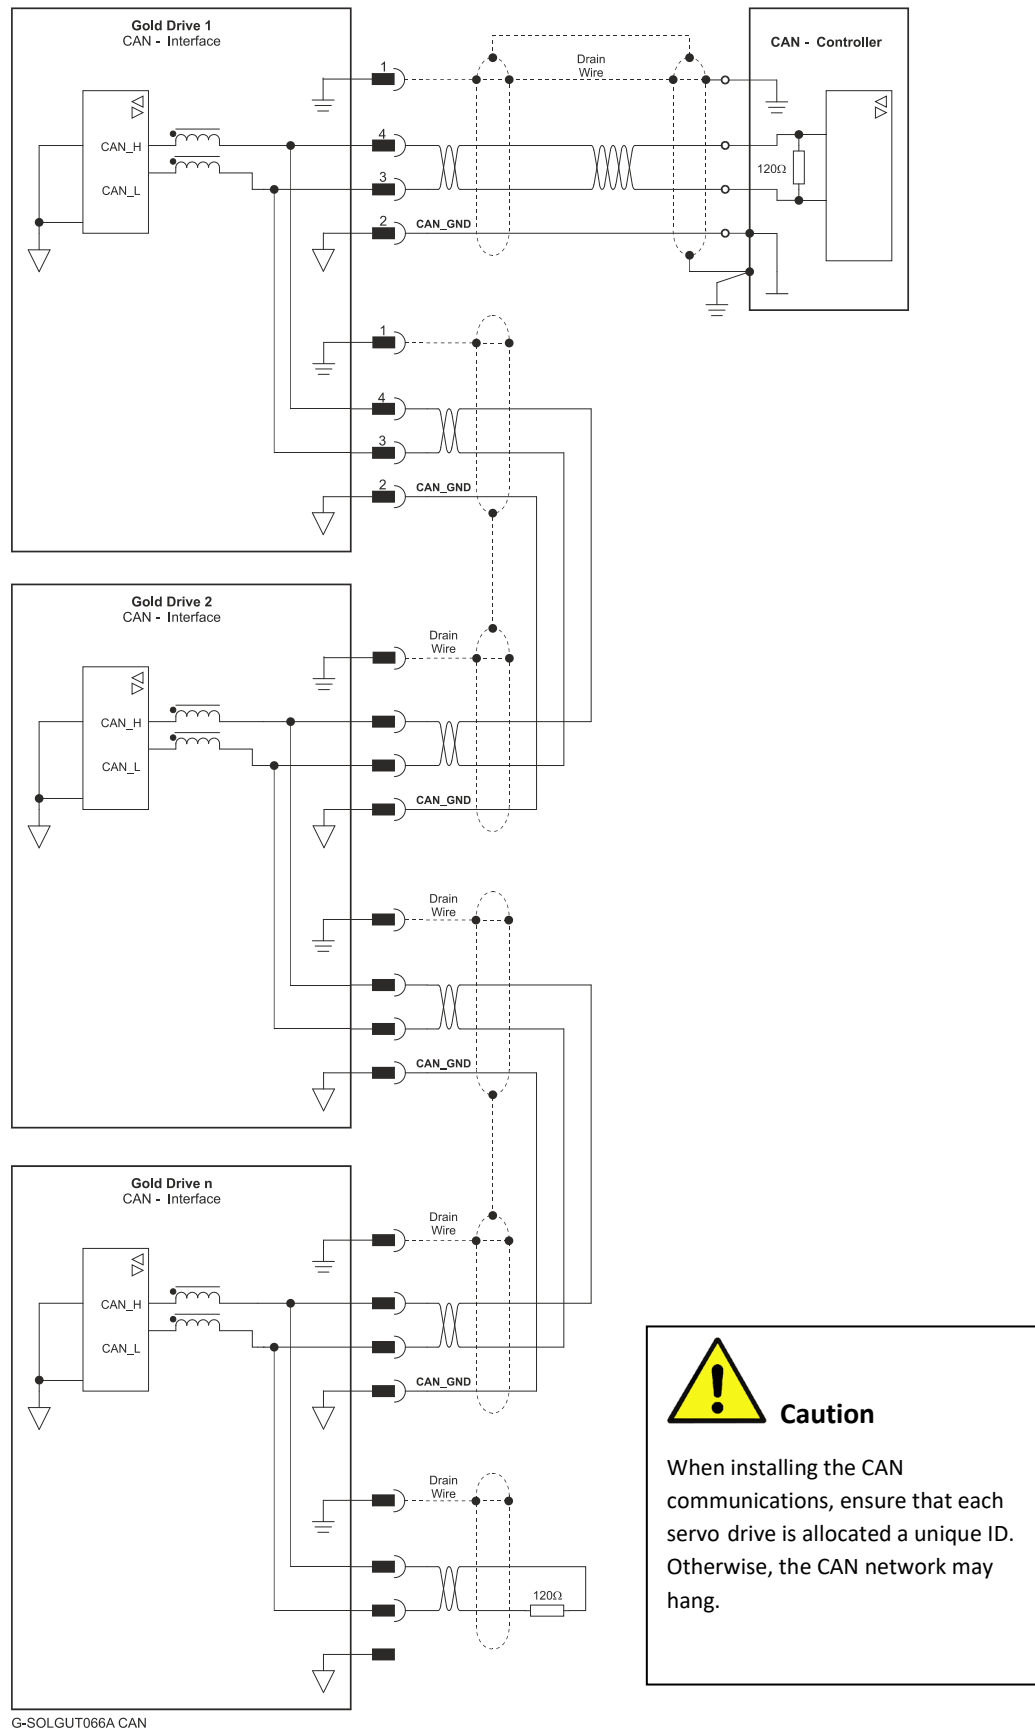 Gold Drive 1
CAN - Interface
CAN_H
CAN_L
1
4
3
2
CAN_GND
Drain
Wire
CAN - Controller
120Ω
1
4
3
2
CAN_GND
Gold Drive 2
CAN - Interface
CAN_H
CAN_L
Drain
Wire
CAN_GND
Drain
Wire
CAN_GND
Gold Drive n
CAN - Interface
CAN_H
CAN_L
Drain
Wire
CAN_GND
Drain
Wire
120Ω
Caution
When installing the CAN
communications, ensure that each
servo drive is allocated a unique ID.
Otherwise, the CAN network may
hang.
G-SOLGUT066A CAN